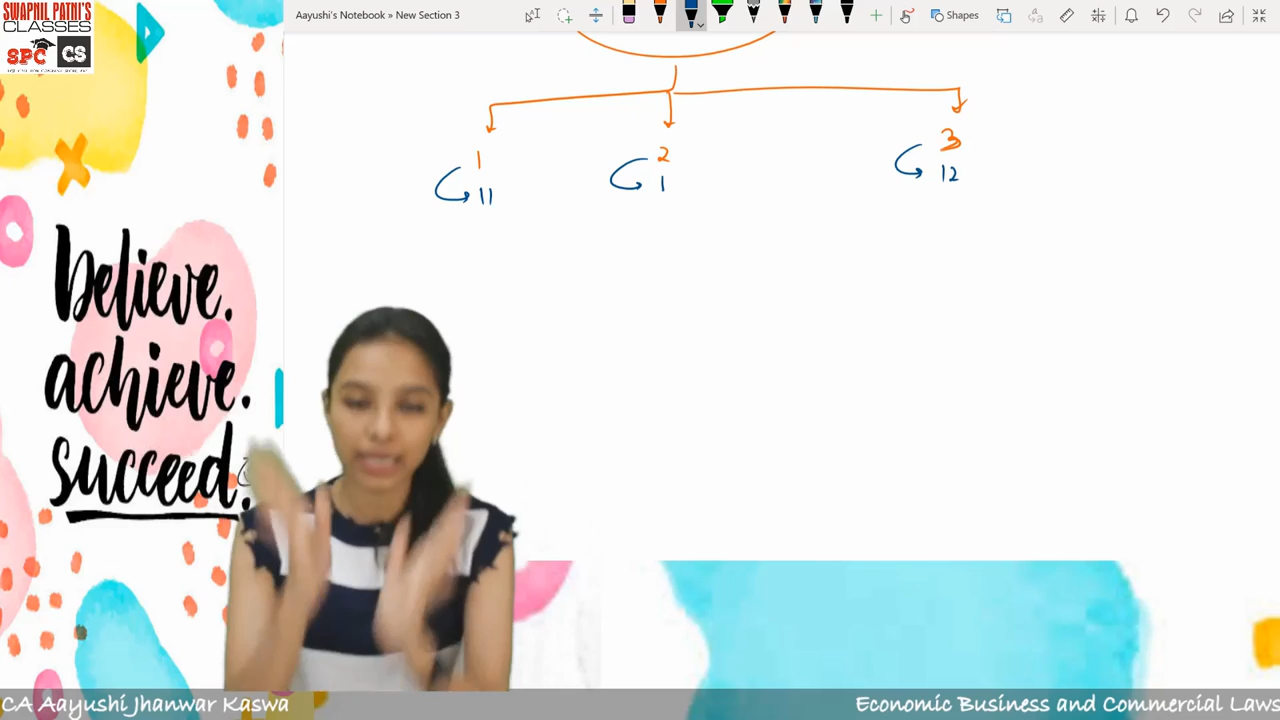 SWAPNIL PATNI'S
CLASSES
SPC CS
Aayushi's Notebook » New Section 3
Shapes
1
11
2
1
3
12
believe.
achieve.
succeed.
CA Aayushi Jhanwar Kaswa
Economic Business and Commercial Laws